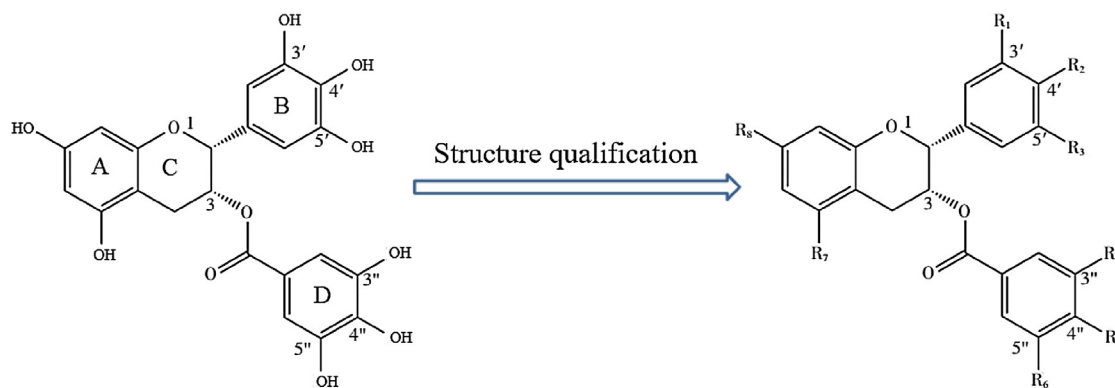 OH
3′
OH
4′
B
5′
OH
HO
O
1
A
C
3
O
OH
O
OH
D
3″
4″
OH
5″
OH
Structure qualification
R₁
3′
R₂
4′
5′
R₃
R₈
O
1
3
O
R₇
O
R
3″
4″
R
5″
R₆